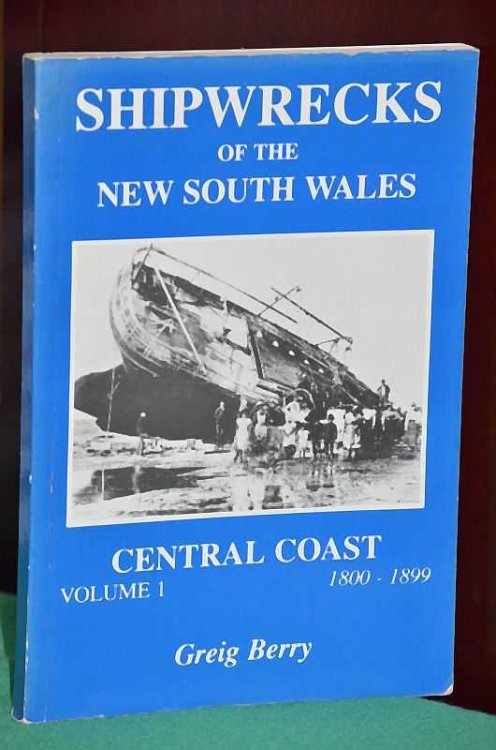 SHIPWRECKS
OF THE
NEW SOUTH WALES
CENTRAL COAST
VOLUME 1
1800 - 1899
Greig Berry